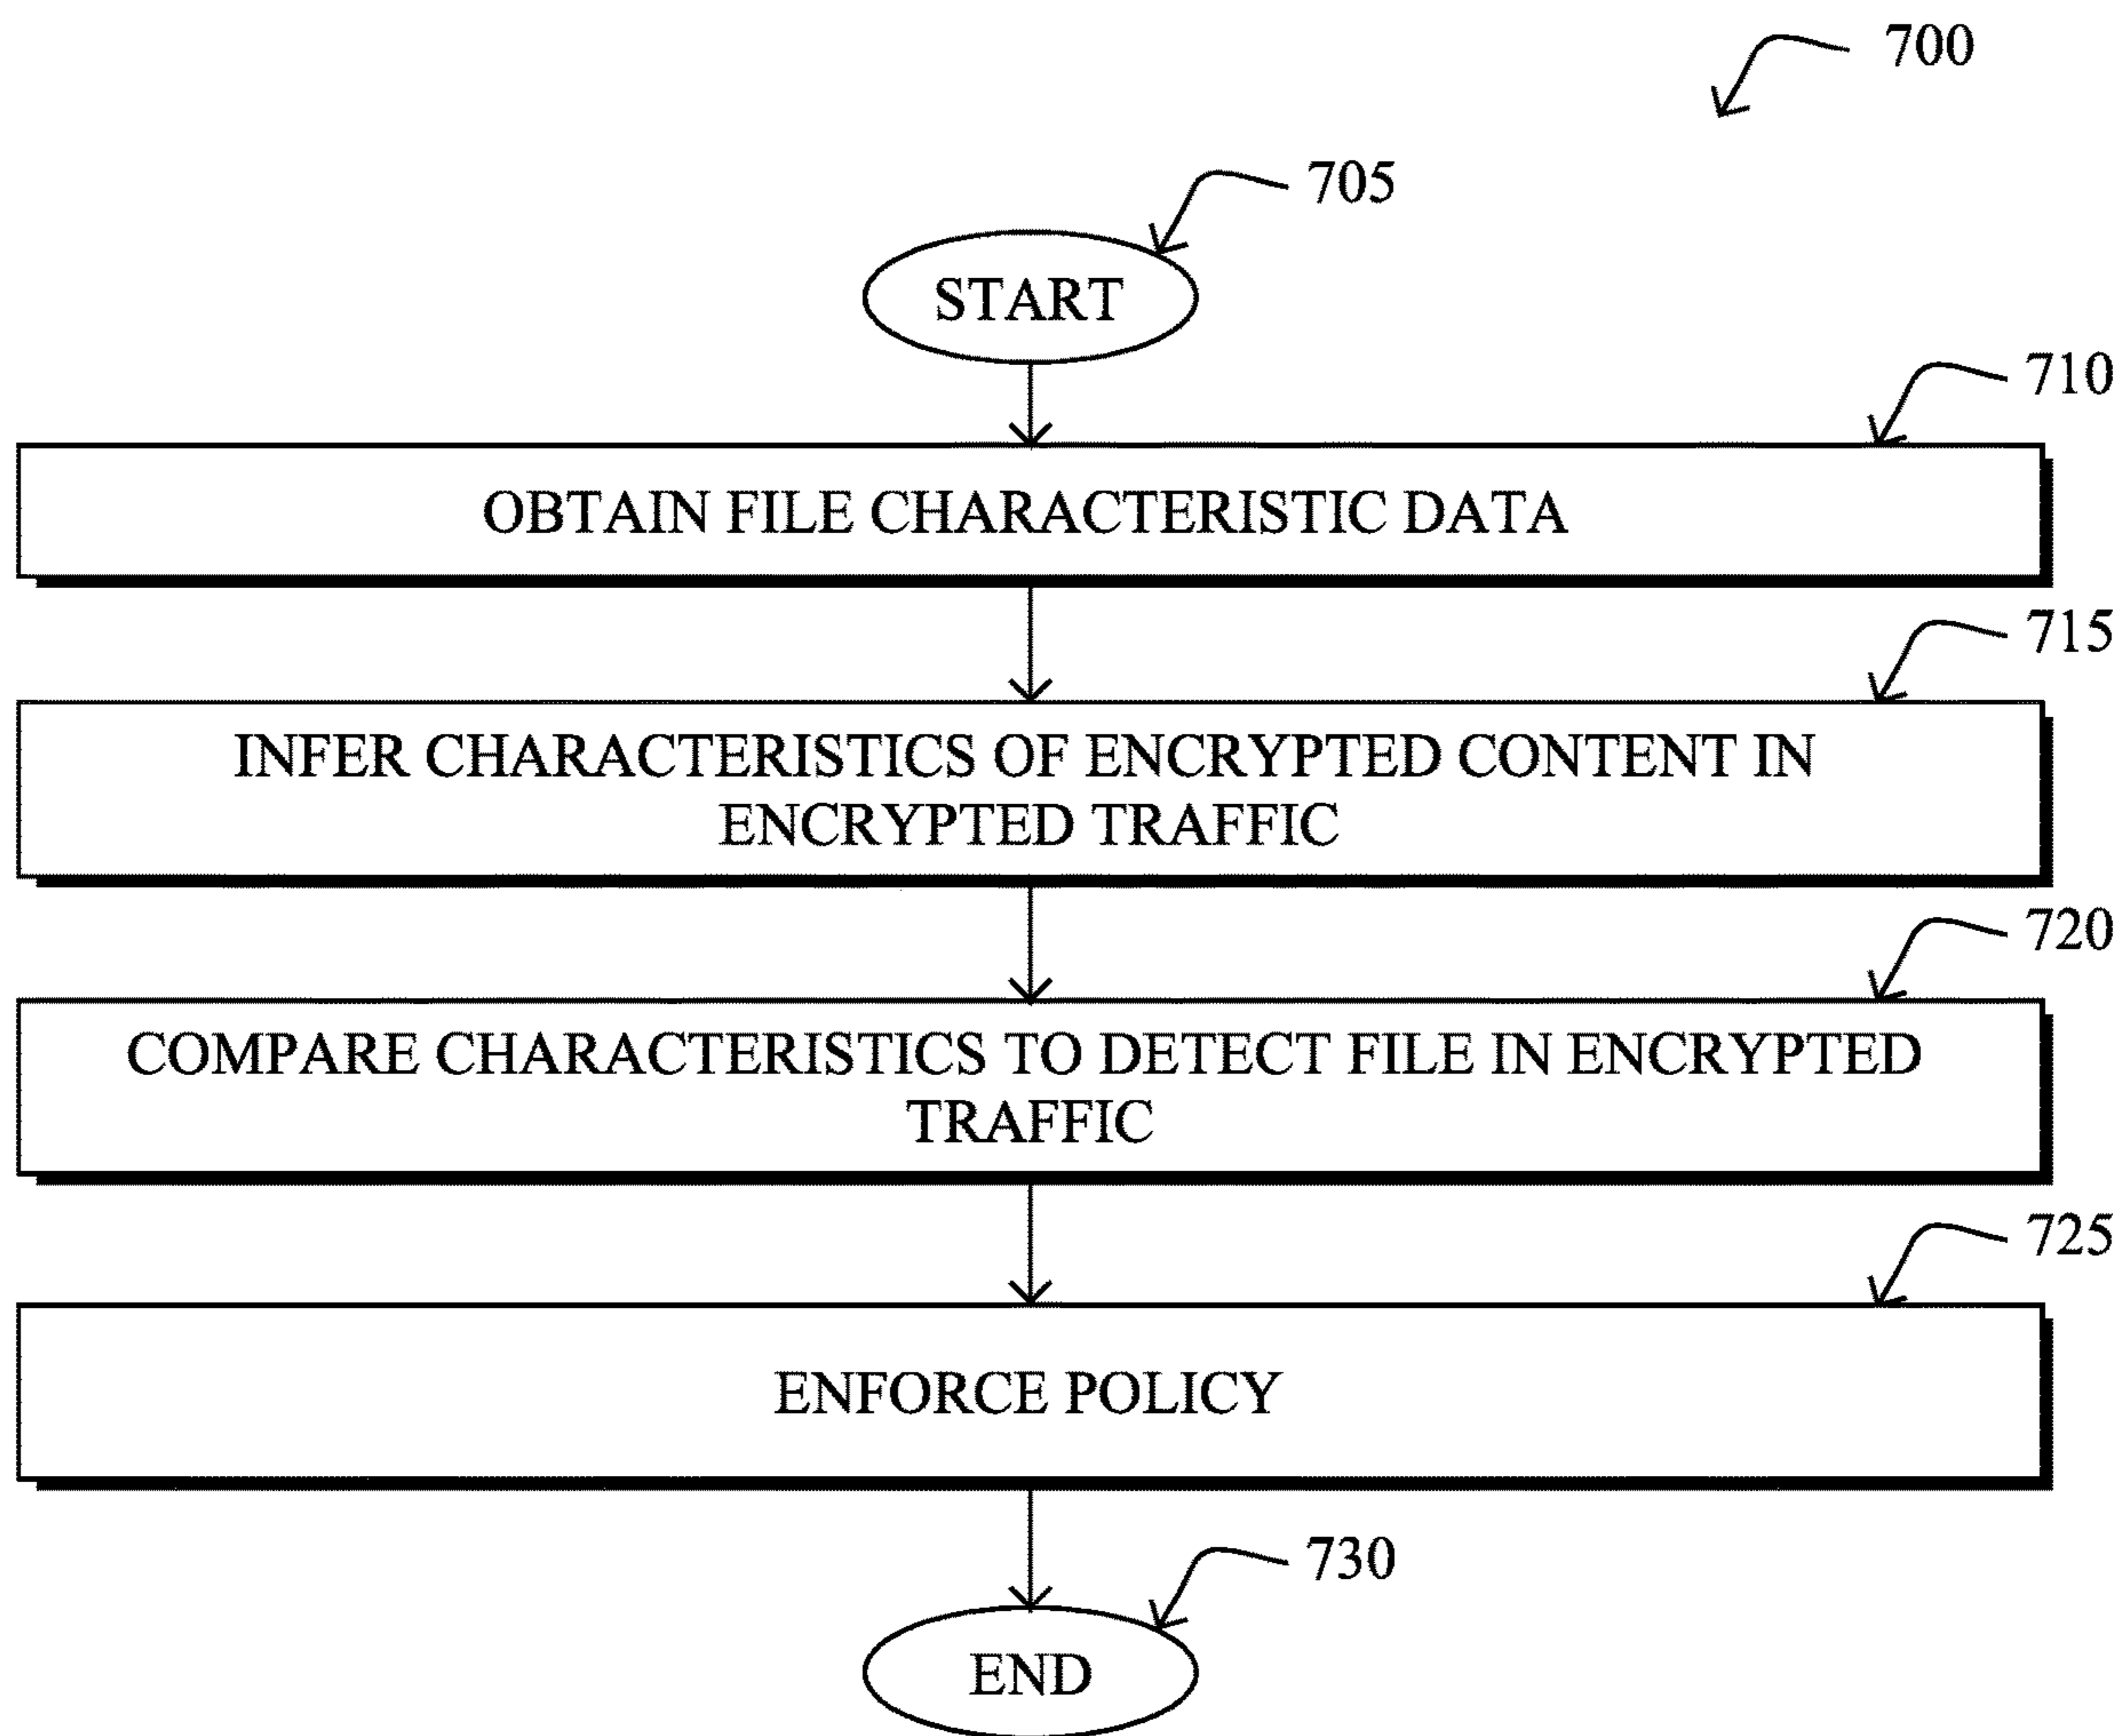 700
705
START
710
OBTAIN FILE CHARACTERISTIC DATA
715
INFER CHARACTERISTICS OF ENCRYPTED CONTENT IN
ENCRYPTED TRAFFIC
720
COMPARE CHARACTERISTICS TO DETECT FILE IN ENCRYPTED
TRAFFIC
725
ENFORCE POLICY
730
END